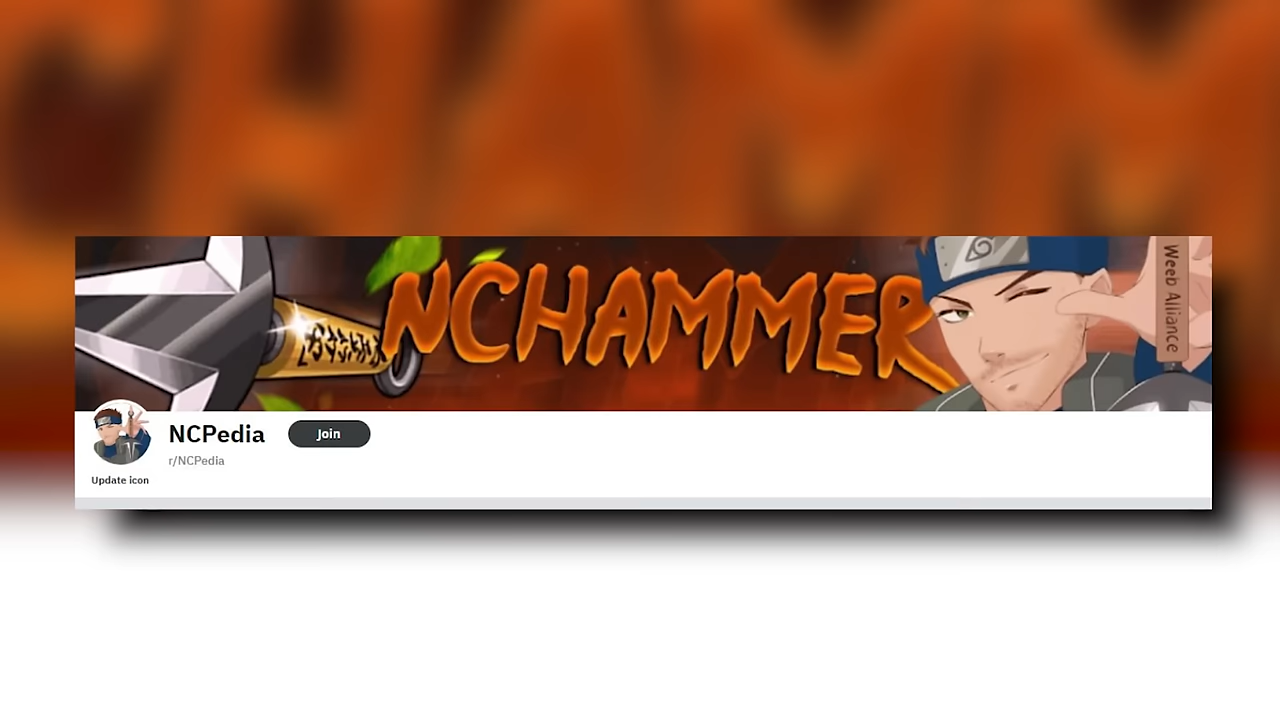 NCHAMMER
Weeb Alliance
NCPedia
Join
r/NCPedia
Update icon